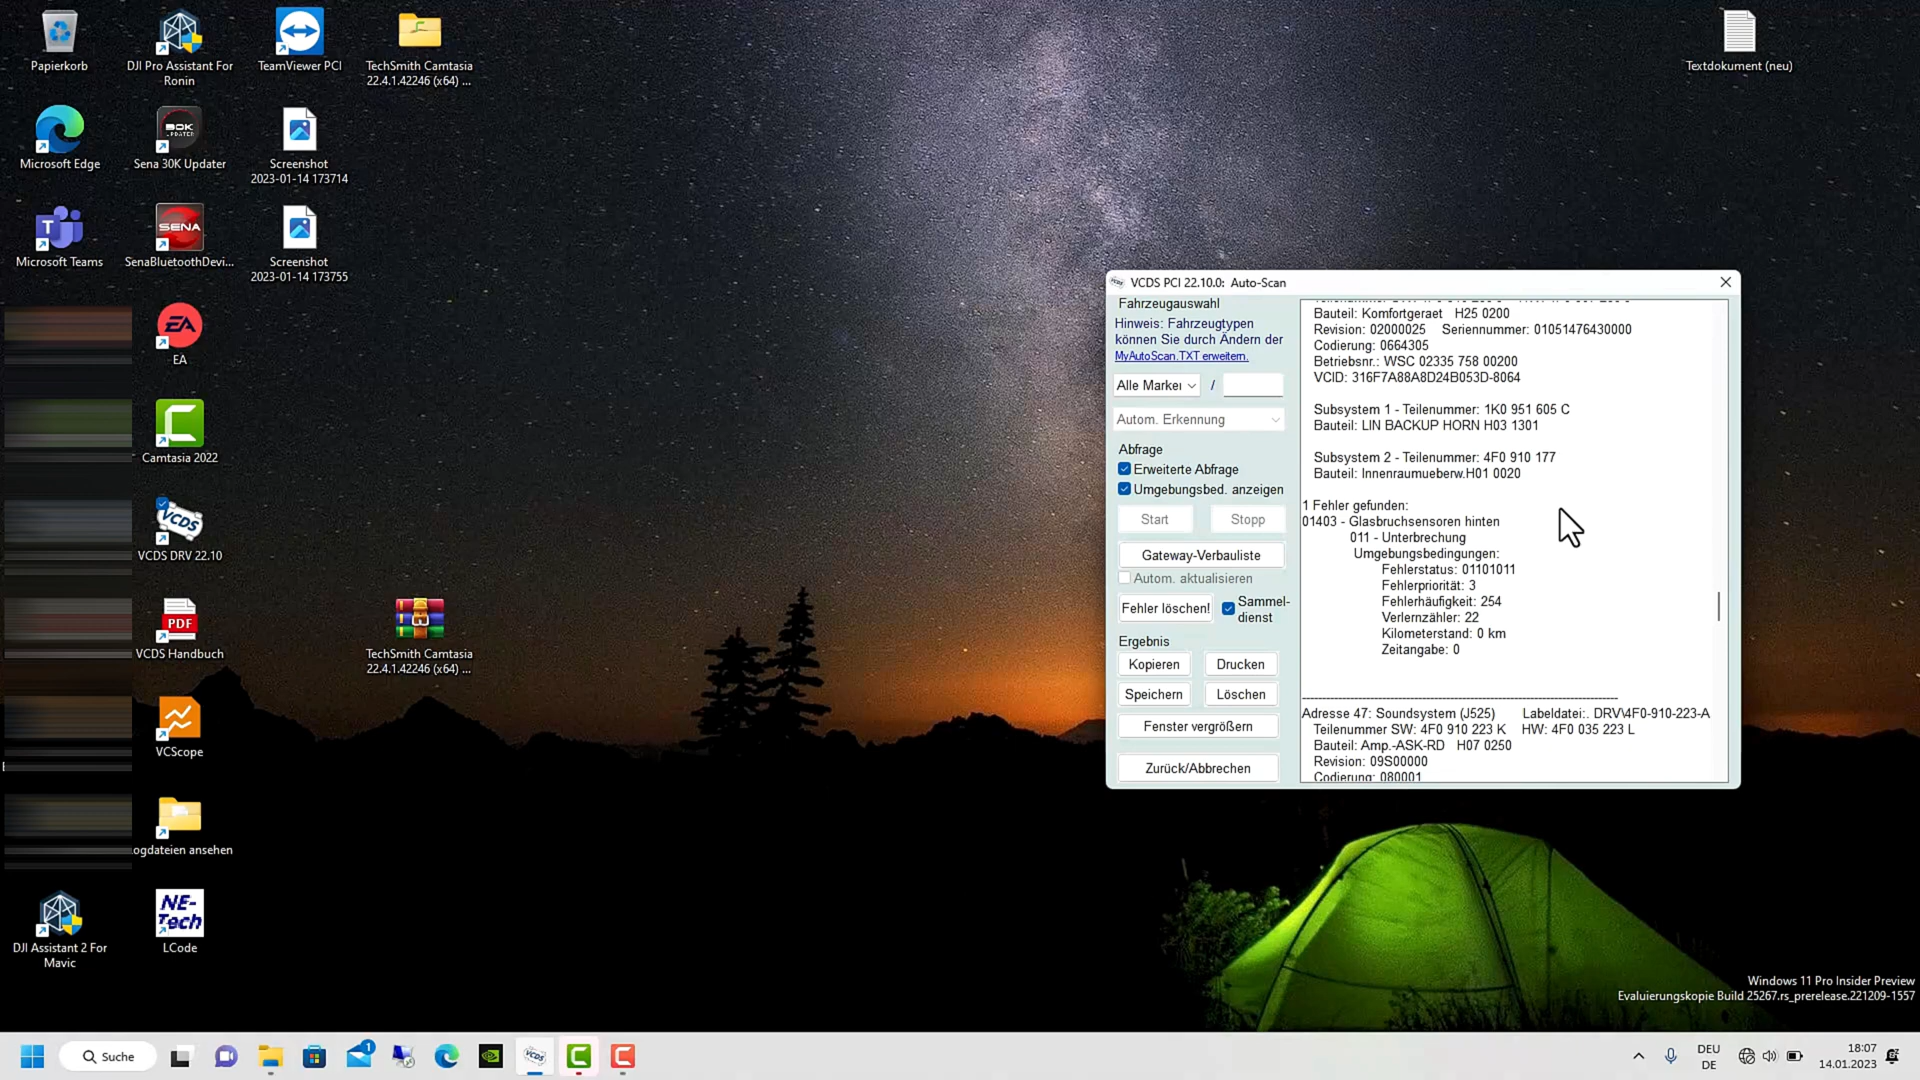 Papierkorb
DJI Pro Assistant For
Ronin
TeamViewer PCI
TechSmith Camtasia
22.4.1.42246 (x64) ...
Textdokument (neu)
Microsoft Edge
Sena 30K Updater
Screenshot
2023-01-14 173714
SENA
Microsoft Teams
SenaBluetoothDevi...
Screenshot
2023-01-14 173755
EA
EA
Camtasia 2022
VCDS
VCDS DRV 22.10
PDF
VCDS Handbuch
TechSmith Camtasia
22.4.1.42246 (x64) ...
VCScope
ogdateien ansehen
NE-
Tech
DJI Assistant 2 For
Mavic
LCode
VCDS PCI 22.10.0: Auto-Scan
Fahrzeugauswahl
Hinweis: Fahrzeugtypen
können Sie durch Ändern der
MyAutoScan.TXT erweitern.
Alle Marke
/
Autom. Erkennung
Abfrage
Erweiterte Abfrage
Umgebungsbed. anzeigen
Start
Stopp
Gateway-Verbauliste
Autom. aktualisieren
Fehler löschen!
Sammel-
dienst
Ergebnis
Kopieren
Drucken
Speichern
Löschen
Fenster vergrößern
Zurück/Abbrechen
Bauteil: Komfortgeraet H25 0200
Revision: 02000025 Seriennummer: 01051476430000
Codierung: 0664305
Betriebsnr.: WSC 02335 758 00200
VCID: 316F7A88A8D24B053D-8064
Subsystem 1 - Teilenummer: 1K0 951 605 C
Bauteil: LIN BACKUP HORN H03 1301
Subsystem 2 - Teilenummer: 4F0 910 177
Bauteil: Innenraumueberw.H01 0020
1 Fehler gefunden:
01403 - Glasbruchsensoren hinten
011 - Unterbrechung
Umgebungsbedingungen:
Fehlerstatus: 01101011
Fehlerpriorität: 3
Fehlerhäufigkeit: 254
Verlernzähler: 22
Kilometerstand: 0 km
Zeitangabe: 0
Adresse 47: Soundsystem (J525) Labeldatei:. DRV\4F0-910-223-A
Teilenummer SW: 4F0 910 223 K HW: 4F0 035 223 L
Bauteil: Amp.-ASK-RD H07 0250
Revision: 09S00000
Codierung: 080001
Windows 11 Pro Insider Preview
Evaluierungskopie Build 25267.rs_prerelease.221209-1557
Suche
1
VCDS
DEU
DE
18:07
14.01.2023